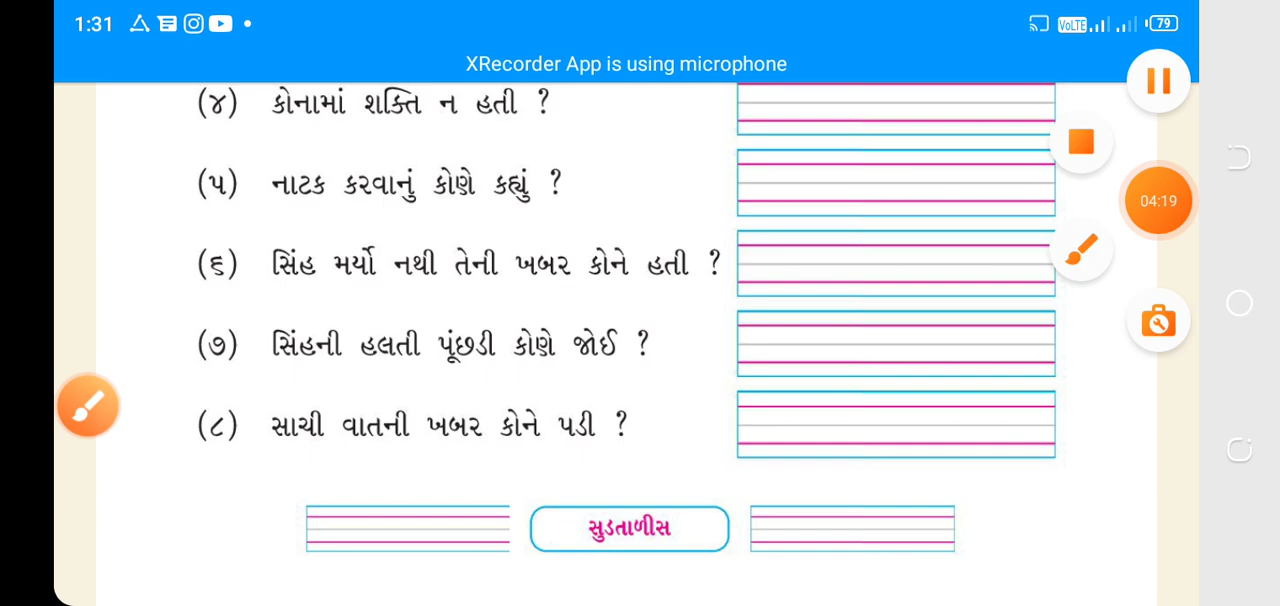 1:31
VoLTE
79
XRecorder App is using microphone
(૪) કોનામાં શક્તિ ન હતી ?
(૫) નાટક કરવાનું કોણે કહ્યું ?
(૬) સિંહ મર્યો નથી તેની ખબર કોને હતી ?
(૭) સિંહની હલતી પૂંછડી કોણે જોઈ ?
(૮) સાચી વાતની ખબર કોને પડી ?
સુડતાળીસ
04:19